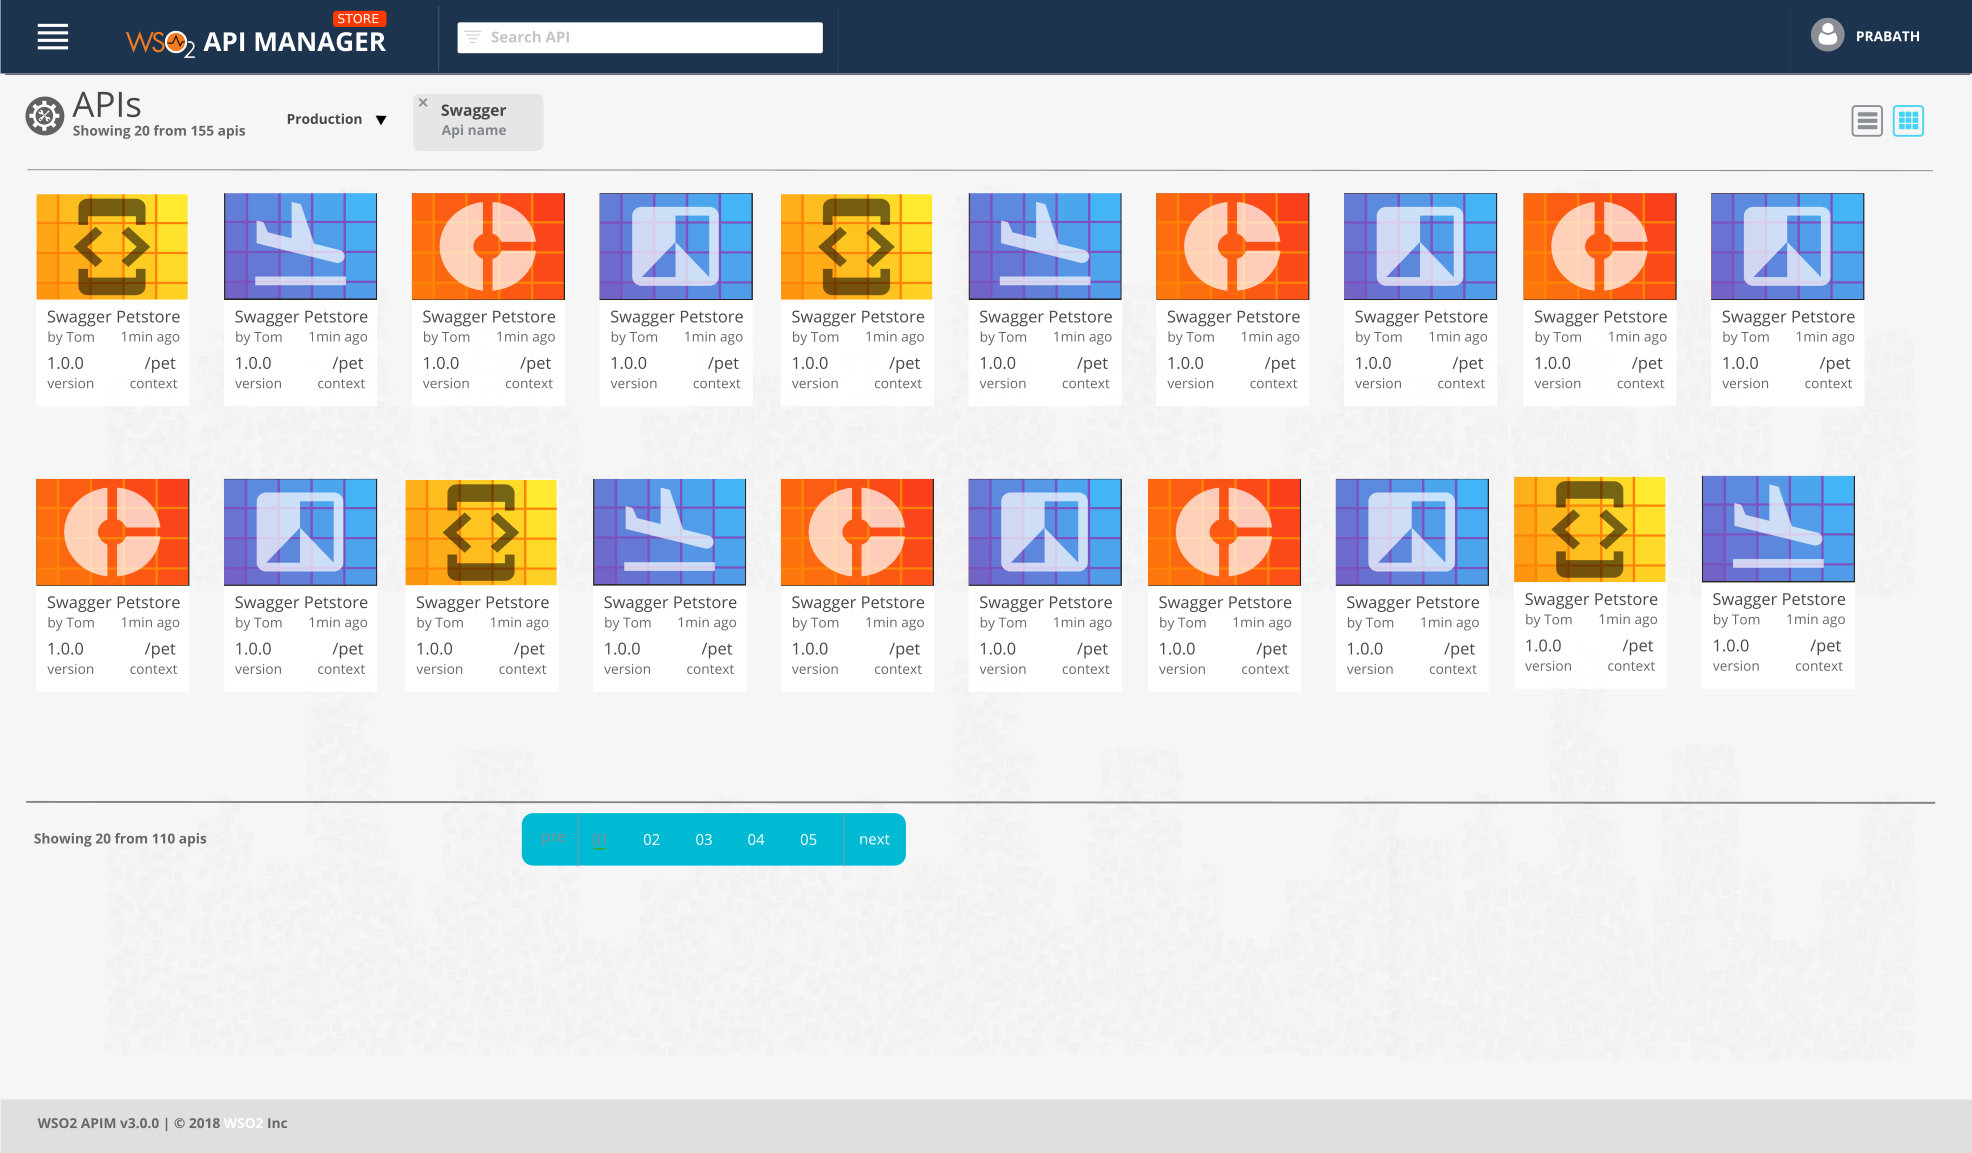 STORE
WSO2 API MANAGER
Search API
PRABATH
APIs
Showing 20 from 155 apis
Production
Swagger
Api name
Swagger Petstore Swagger Petstore Swagger Petstore Swagger Petstore Swagger Petstore Swagger Petstore Swagger Petstore Swagger Petstore Swagger Petstore Swagger Petstore
by Tom 1min ago by Tom 1min ago by Tom 1min ago by Tom 1min ago by Tom 1min ago by Tom 1min ago by Tom 1min ago by Tom 1min ago by Tom 1min ago by Tom 1min ago
1.0.0 /pet 1.0.0 /pet 1.0.0 /pet 1.0.0 /pet 1.0.0 /pet 1.0.0 /pet 1.0.0 /pet 1.0.0 /pet 1.0.0 /pet 1.0.0 /pet
version context version context version context version context version context version context version context version context version context version context
Swagger Petstore Swagger Petstore Swagger Petstore Swagger Petstore Swagger Petstore Swagger Petstore Swagger Petstore Swagger Petstore Swagger Petstore Swagger Petstore
by Tom 1min ago by Tom 1min ago by Tom 1min ago by Tom 1min ago by Tom 1min ago by Tom 1min ago by Tom 1min ago by Tom 1min ago by Tom 1min ago by Tom 1min ago
1.0.0 /pet 1.0.0 /pet 1.0.0 /pet 1.0.0 /pet 1.0.0 /pet 1.0.0 /pet 1.0.0 /pet 1.0.0 /pet 1.0.0 /pet 1.0.0 /pet
version context version context version context version context version context version context version context version context version context version context
Showing 20 from 110 apis
pre 01 02 03 04 05 next
WSO2 APIM v3.0.0 | © 2018 WSO2 Inc